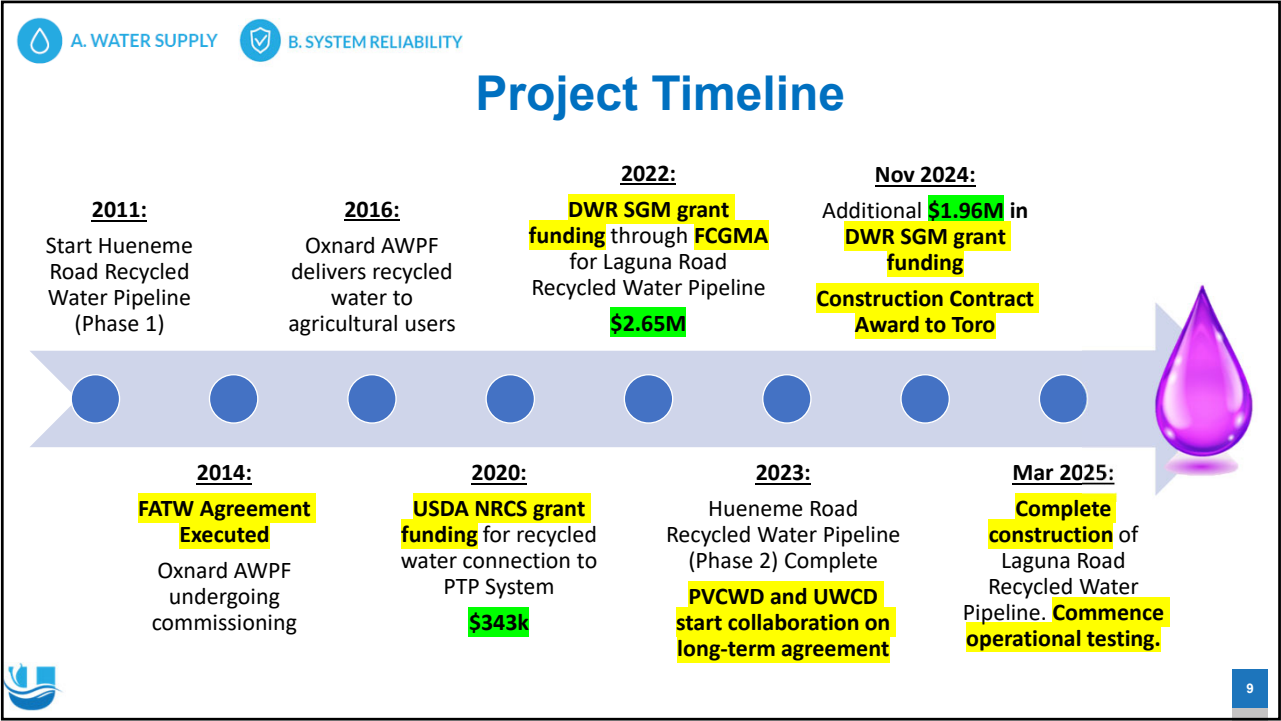 A. WATER SUPPLY
B. SYSTEM RELIABILITY
Project Timeline
2011:
Start Hueneme
Road Recycled
Water Pipeline
(Phase 1)
2014:
FATW Agreement
Executed
Oxnard AWPF
undergoing
commissioning
2016:
Oxnard AWPF
delivers recycled
water to
agricultural users
2020:
USDA NRCS grant
funding for recycled
water connection to
PTP System
$343k
2022:
DWR SGM grant
funding through FCGMA
for Laguna Road
Recycled Water Pipeline
$2.65M
2023:
Hueneme Road
Recycled Water Pipeline
(Phase 2) Complete
PVCWD and UWCD
start collaboration on
long-term agreement
Nov 2024:
Additional $1.96M in
DWR SGM grant
funding
Construction Contract
Award to Toro
Mar 2025:
Complete
construction of
Laguna Road
Recycled Water
Pipeline. Commence
operational testing.
9